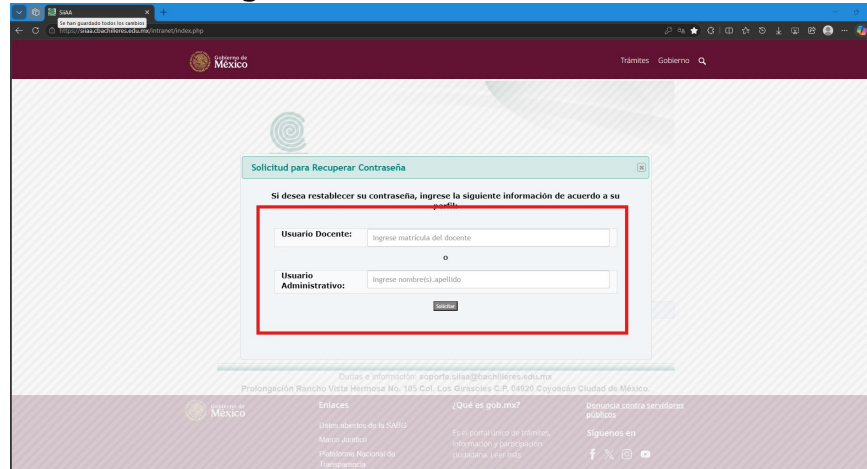 SiiAA
Se han guardado todos los cambios
https://siiaa.cbachilleres.edu.mx/intranet/index.php
Gobierno de
México
Trámites Gobierno
Solicitud para Recuperar Contraseña
Si desea restablecer su contraseña, ingrese la siguiente información de acuerdo a su
perfil:
Usuario Docente:
Ingrese matrícula del docente
o
Usuario
Administrativo:
Ingrese nombre(s).apellido
Solicitar
Dudas e información: soporte.siiaa@bachilleres.edu.mx
Prolongación Rancho Vista Hermosa No. 105 Col. Los Girasoles C.P. 04920 Coyoacán Ciudad de México.
Gobierno de
México
Enlaces
¿Qué es gob.mx?
Denuncia contra servidores
públicos
Datos abiertos de la SABG
Marco Jurídico
Plataforma Nacional de
Transparencia
Es el portal único de trámites,
información y participación
ciudadana. Leer más
Síguenos en